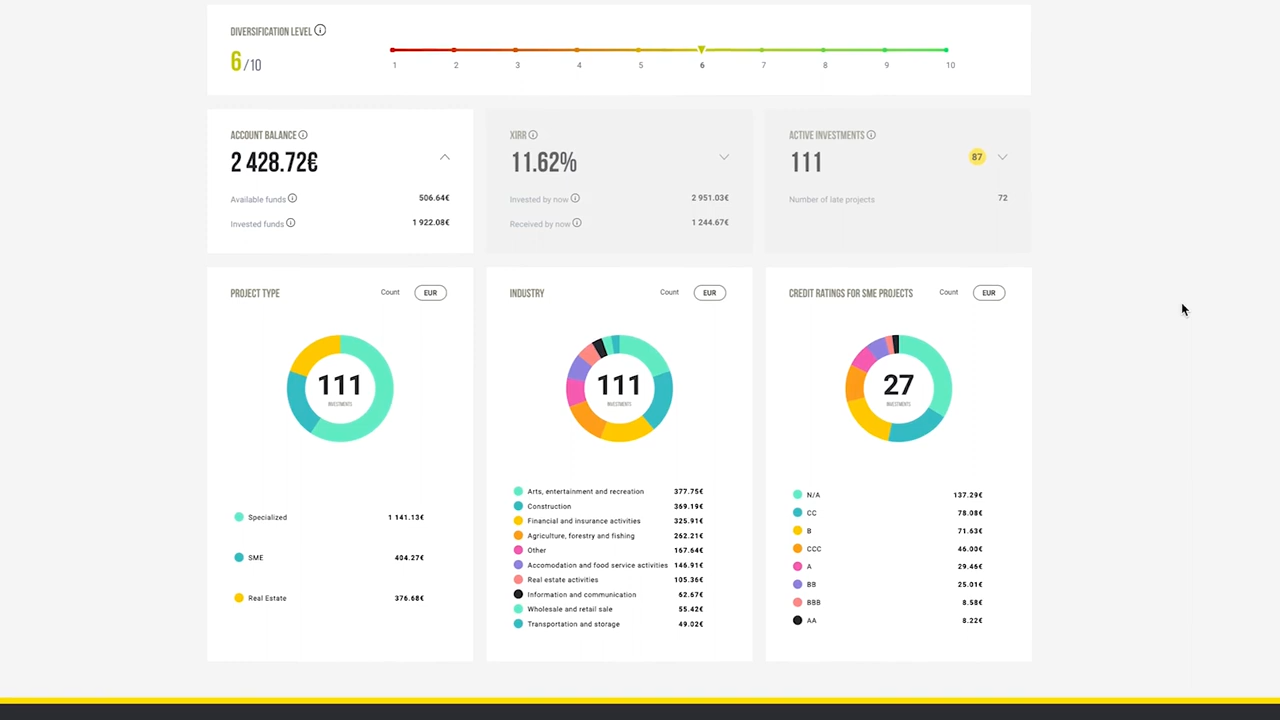 DIVERSIFICATION LEVEL
6/10
1 2 3 4 5 6 7 8 9 10
ACCOUNT BALANCE
2 428.72€
Available funds 506.64€
Invested funds 1 922.08€
XIRR
11.62%
Invested by now 2 951.03€
Received by now 1 244.67€
ACTIVE INVESTMENTS
111 87
Number of late projects 72
PROJECT TYPE Count EUR
111
INVESTMENTS
Specialized 1 141.13€
SME 404.27€
Real Estate 376.68€
INDUSTRY Count EUR
111
INVESTMENTS
Arts, entertainment and recreation 377.75€
Construction 369.19€
Financial and insurance activities 325.91€
Agriculture, forestry and fishing 262.21€
Other 167.64€
Accomodation and food service activities 146.91€
Real estate activities 105.36€
Information and communication 62.67€
Wholesale and retail sale 55.42€
Transportation and storage 49.02€
CREDIT RATINGS FOR SME PROJECTS Count EUR
27
INVESTMENTS
N/A 137.29€
CC 78.08€
B 71.63€
CCC 46.00€
A 29.46€
BB 25.01€
BBB 8.58€
AA 8.22€